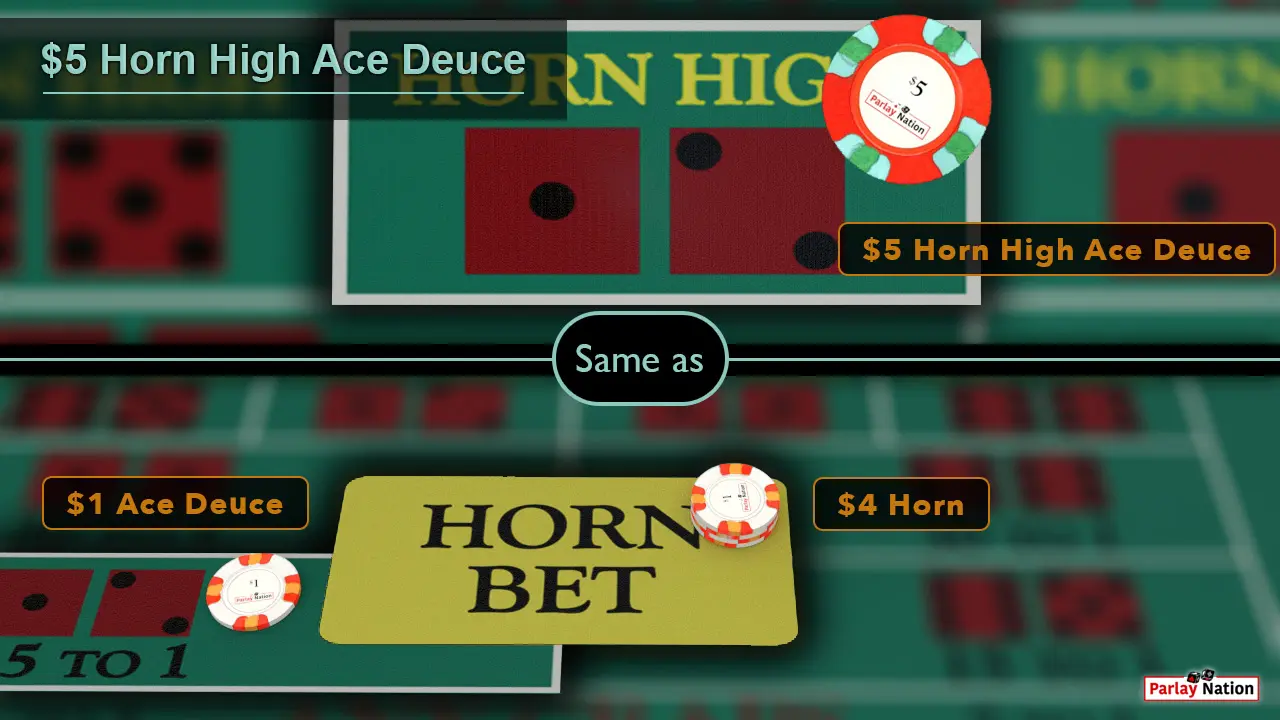 $5 Horn High Ace Deuce
HORN HIG
$5
Parlay Nation
$5 Horn High Ace Deuce
Same as
$1 Ace Deuce
HORN
BET
$4 Horn
$1
Parlay Nation
5 TO 1
Parlay Nation